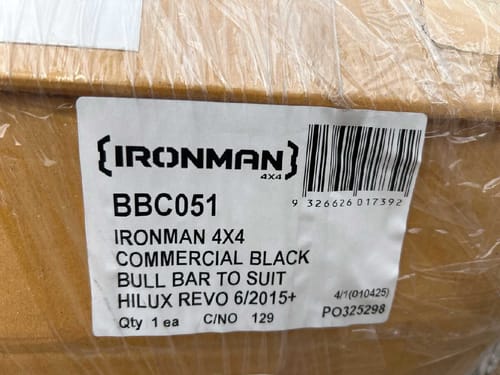 IRONMAN
4X4
9 326626 017392
BBC051
IRONMAN 4X4
COMMERCIAL BLACK
BULL BAR TO SUIT
HILUX REVO 6/2015+
4/1(010425)
Qty 1 ea C/NO 129
PO325298